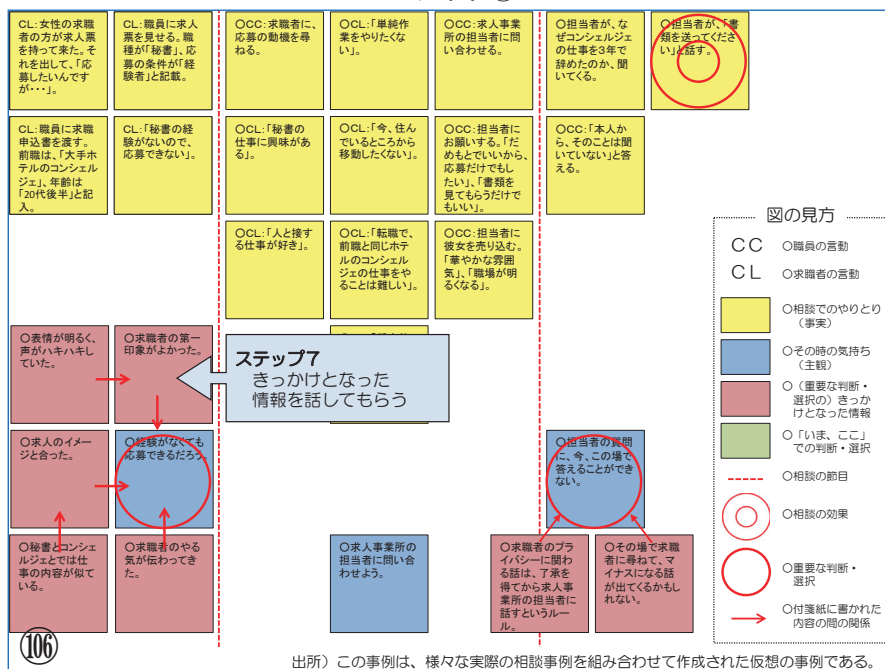 CL:女性の求職
者の方が求人票
を持って来た。そ
れを出して、「応
募したいんです
が・・・」。
CL:職員に求人
票を見せる。職
種が「秘書」、応
募の条件が「経
験者」と記載。
○CC:求職者に、
応募の動機を尋
ねる。
○CL:「単純作
業をやりたくな
い」。
○CC:求人事業
所の担当者に問
い合わせる。
○担当者が、な
ぜコンシェルジェ
の仕事を3年で
辞めたのか、聞
いてくる。
○担当者が、「書
類を送ってくださ
い」と話す。
CL:職員に求職
申込書を渡す。
前職は、「大手ホ
テルのコンシェル
ジェ」、年齢は
「20代後半」と記
入。
CL:「秘書の経
験がないので、
応募できない」。
○CL:「秘書の
仕事に興味があ
る」。
○CL:「今、住ん
でいるところから
移動したくない」。
○CC:担当者に
お願いする。「だ
めもとでいいから、
応募だけでもし
たい」、「書類を
見てもらうだけで
もいい」。
○CC:「本人か
ら、そのことは聞
いていない」と答
える。
○CL:「人と接
する仕事が好き」。
○CL:「転職で、
前職と同じホテ
ルのコンシェル
ジェの仕事をや
ることは難しい」。
○CC:担当者に
彼女を売り込む。
「華やかな雰囲
気」、「職場が明
るくなる」。
○表情が明るく、
声がハキハキし
ていた。
○求職者の第一
印象がよかった。
ステップ7
きっかけとなった
情報を話してもらう
○求人のイメー
ジと合った。
○経験がなくても
応募できるだろう。
○担当者の質問
に、今、この場で
答えることができ
ない。
○秘書とコンシェ
ルジェとでは仕
事の内容が似て
いる。
○求職者のやる
気が伝わってき
た。
○求人事業所の
担当者に問い合
わせよう。
○求職者のプラ
イバシーに関わ
る話は、了承を
得てから求人事
業所の担当者に
話すというルー
ル。
○その場で求職
者に尋ねて、マ
イナスになる話
が出てくるかもし
れない。
図の見方
CC ○職員の言動
CL ○求職者の言動
○相談でのやりとり
(事実)
○その時の気持ち
(主観)
○(重要な判断・
選択の)きっか
けとなった情報
○「いま、ここ」
での判断・選択
○相談の節目
○相談の効果
○重要な判断・
選択
○付箋紙に書かれた
内容の間の関係
106
出所)この事例は、様々な実際の相談事例を組み合わせて作成された仮想の事例である。